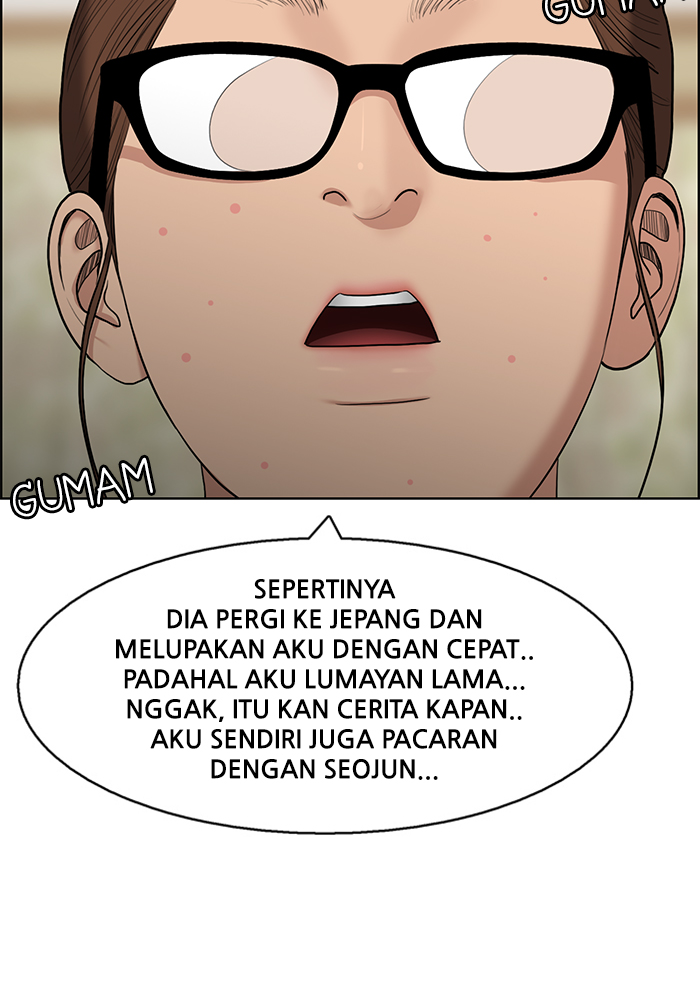 GUMAM
GUMAM
SEPERTINYA
DIA PERGI KE JEPANG DAN
MELUPAKAN AKU DENGAN CEPAT..
PADAHAL AKU LUMAYAN LAMA...
NGGAK, ITU KAN CERITA KAPAN..
AKU SENDIRI JUGA PACARAN
DENGAN SEOJUN...